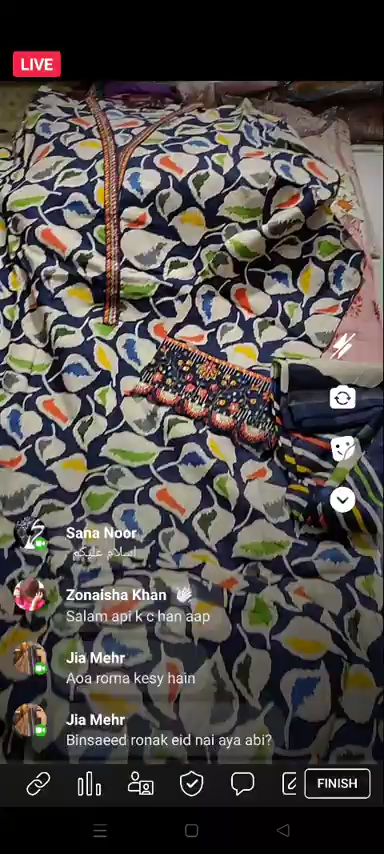 LIVE
Sana Noor
اسلام علیکم
Zonaisha Khan
Salam api k c han aap
Jia Mehr
Aoa roma kesy hain
Jia Mehr
Binsaeed ronak eid nai aya abi?
FINISH